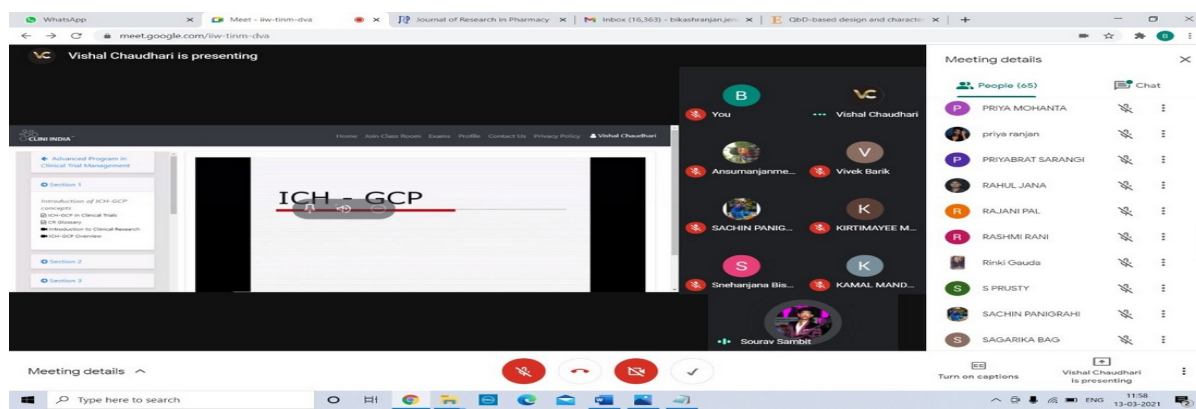 WhatsApp
Meet - iiw-tinm-dva
Journal of Research in Pharmacy
Inbox (16,363) - bikashranjan.jen
QbD-based design and characte
meet.google.com/iiw-tinm-dva
B
VC Vishal Chaudhari is presenting
CLINI INDIA
Home Join Class Room Exams Profile Contact Us Privacy Policy Vishal Chaudhari
Advanced Program in
Clinical Trial Management
Section 1
Introduction of ICH-GCP
concepts
ICH-GCP in Clinical Trials
CR Glossary
Introduction to Clinical Research
ICH-GCP Overview
Section 2
Section 3
ICH - GCP
B
You
VC
Vishal Chaudhari
Ansumanjanme...
V
Vivek Barik
SACHIN PANIG...
K
KIRTIMAYEE M...
S
Snehanjana Bis...
K
KAMAL MAND...
Sourav Sambit
Meeting details
People (65)
Chat
P PRIYA MOHANTA
priya ranjan
P PRIYABRAT SARANGI
RAHUL JANA
R RAJANI PAL
R RASHMI RANI
Rinki Gauda
S S PRUSTY
SACHIN PANIGRAHI
S SAGARIKA BAG
Meeting details
Turn on captions
Vishal Chaudhari
is presenting
Type here to search
ENG
11:58
13-03-2021